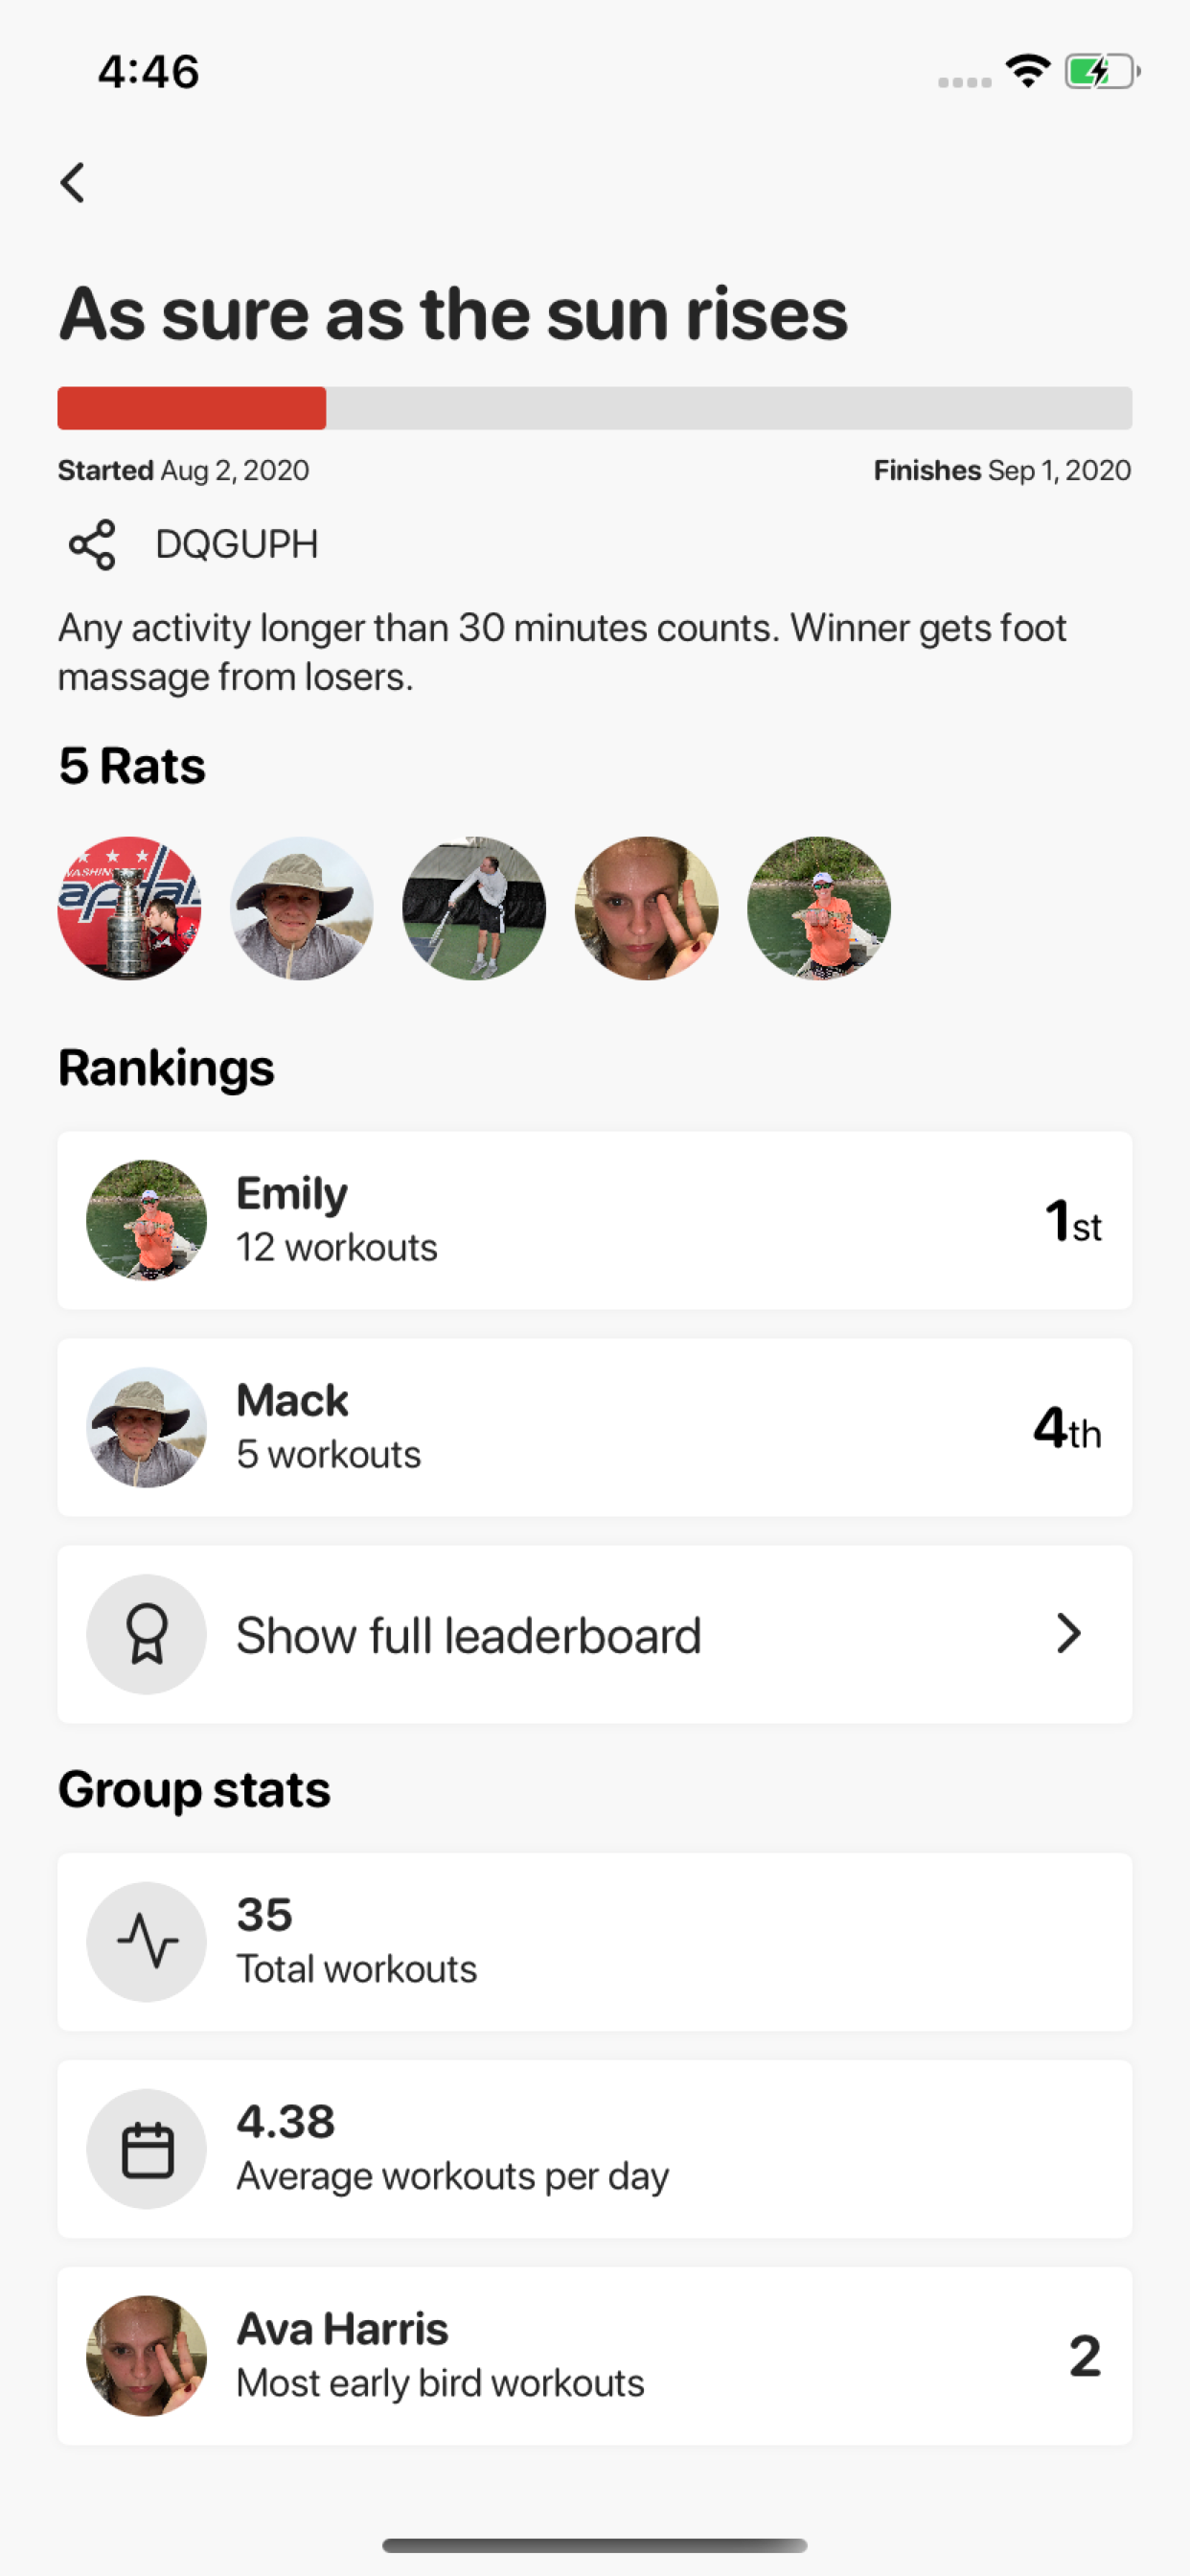 4:46
As sure as the sun rises
Started Aug 2, 2020
Finishes Sep 1, 2020
DQGUPH
Any activity longer than 30 minutes counts. Winner gets foot
massage from losers.
5 Rats
Rankings
Emily
12 workouts
1st
Mack
5 workouts
4th
Show full leaderboard
Group stats
35
Total workouts
4.38
Average workouts per day
Ava Harris
Most early bird workouts
2